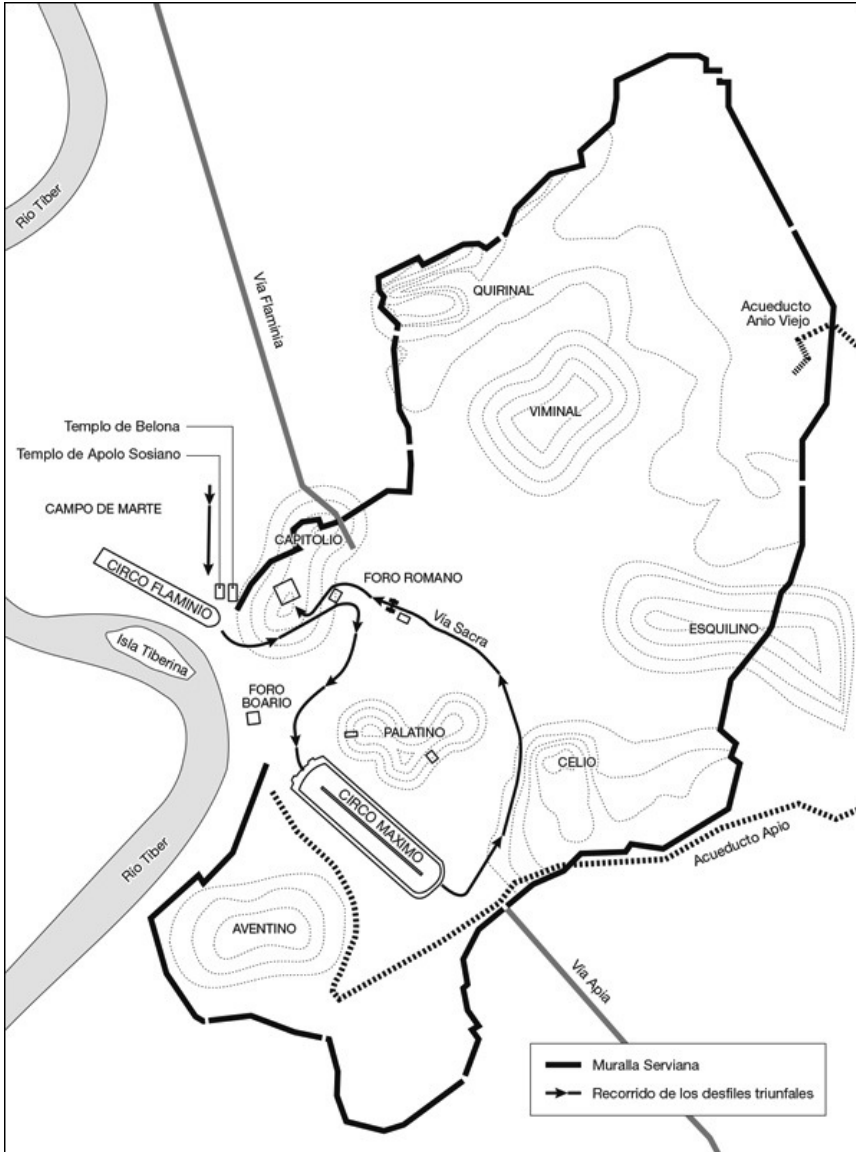 Río Tíber
Vía Flaminia
QUIRINAL
Acueducto
Anio Viejo
VIMINAL
Templo de Belona
Templo de Apolo Sosiano
CAMPO DE MARTE
CAPITOLIO
CIRCO FLAMINIO
FORO ROMANO
Vía Sacra
ESQUILINO
Isla Tiberina
FORO
BOARIO
PALATINO
CELIO
CIRCO MÁXIMO
Acueducto Apio
Río Tíber
AVENTINO
Vía Apia
Muralla Serviana
Recorrido de los desfiles triunfales